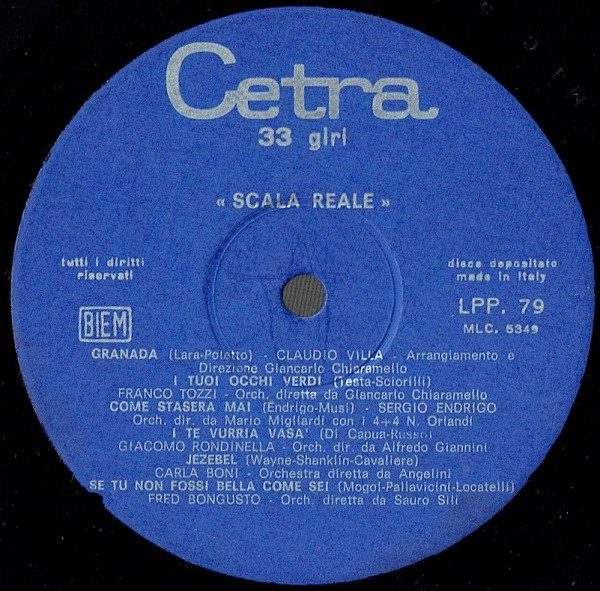 Cetra
33 giri
« SCALA REALE »
tutti i diritti
riservati
disco depositato
made in Italy
BIEM
LPP. 79
MLC. 5349
GRANADA (Lara-Poletto) - CLAUDIO VILLA - Arrangiamento e
Direzione Giancarlo Chiaramello
I TUOI OCCHI VERDI (Testa-Sciorilli)
FRANCO TOZZI - Orch. diretta da Giancarlo Chiaramello
COME STASERA MAI (Endrigo-Musi) - SERGIO ENDRIGO
Orch. dir. da Mario Migliardi con i 4+4 N. Orlandi
I TE VURRIA VASA' (Di Capua-Russo)
GIACOMO RONDINELLA - Orch. dir. da Alfredo Giannini
JEZEBEL (Wayne-Shanklin-Cavaliere)
CARLA BONI - Orchestra diretta da Angelini
SE TU NON FOSSI BELLA COME SEI (Mogol-Pallavicini-Locatelli)
FRED BONGUSTO - Orch. diretta da Sauro Sili